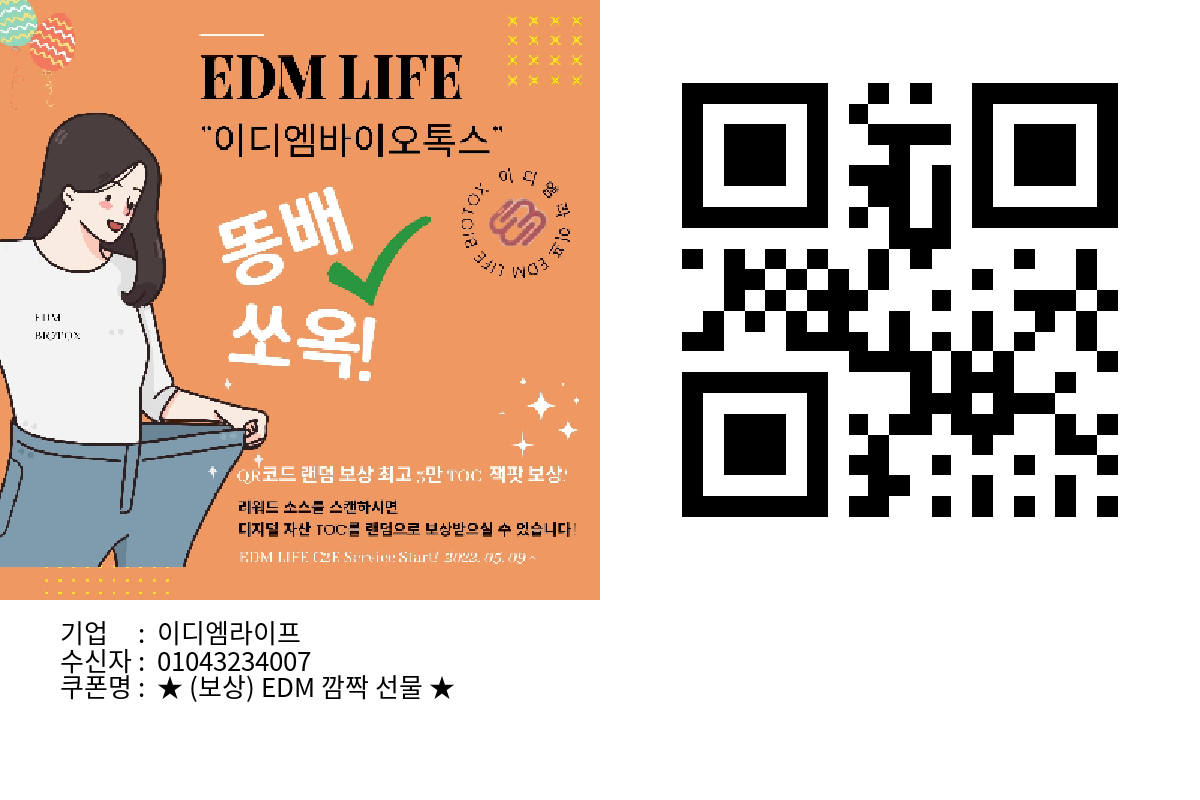 EDM LIFE
"이디엠바이오톡스"
이디엠라이프 EDM LIFE BIOTOX
똥배
쏘옥!
EDM
BIOTOX
QR코드 랜덤 보상 최고 5만 TOC 잭팟 보상!
리워드 소스를 스캔하시면
디지털 자산 TOC를 랜덤으로 보상받으실 수 있습니다!
EDM LIFE C2E Service Start! 2022. 05. 09 ~
기업 : 이디엠라이프
수신자 : 01043234007
쿠폰명 : ★ (보상) EDM 깜짝 선물 ★